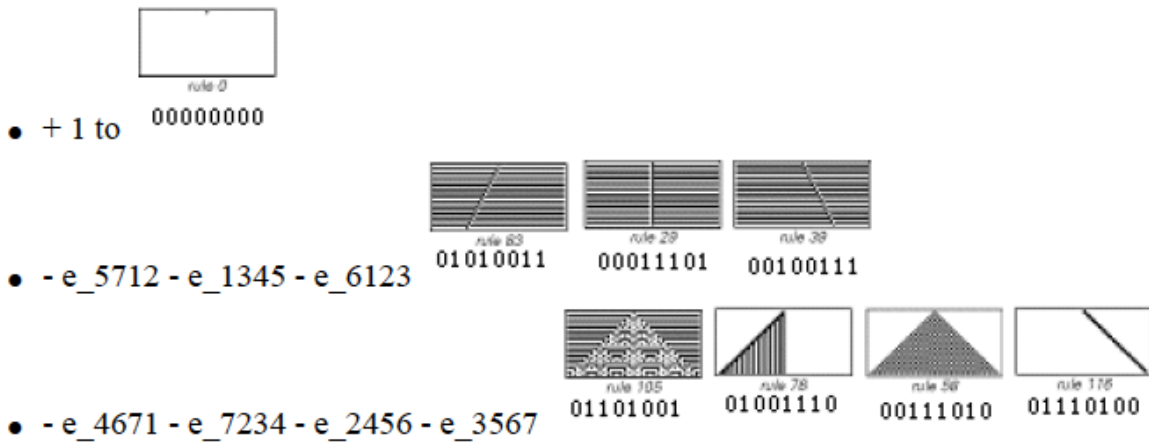 rule 0
00000000
• + 1 to
rule 83 rule 29 rule 39
01010011 00011101 00100111
• - e_5712 - e_1345 - e_6123
rule 105 rule 78 rule 58 rule 116
01101001 01001110 00111010 01110100
• - e_4671 - e_7234 - e_2456 - e_3567